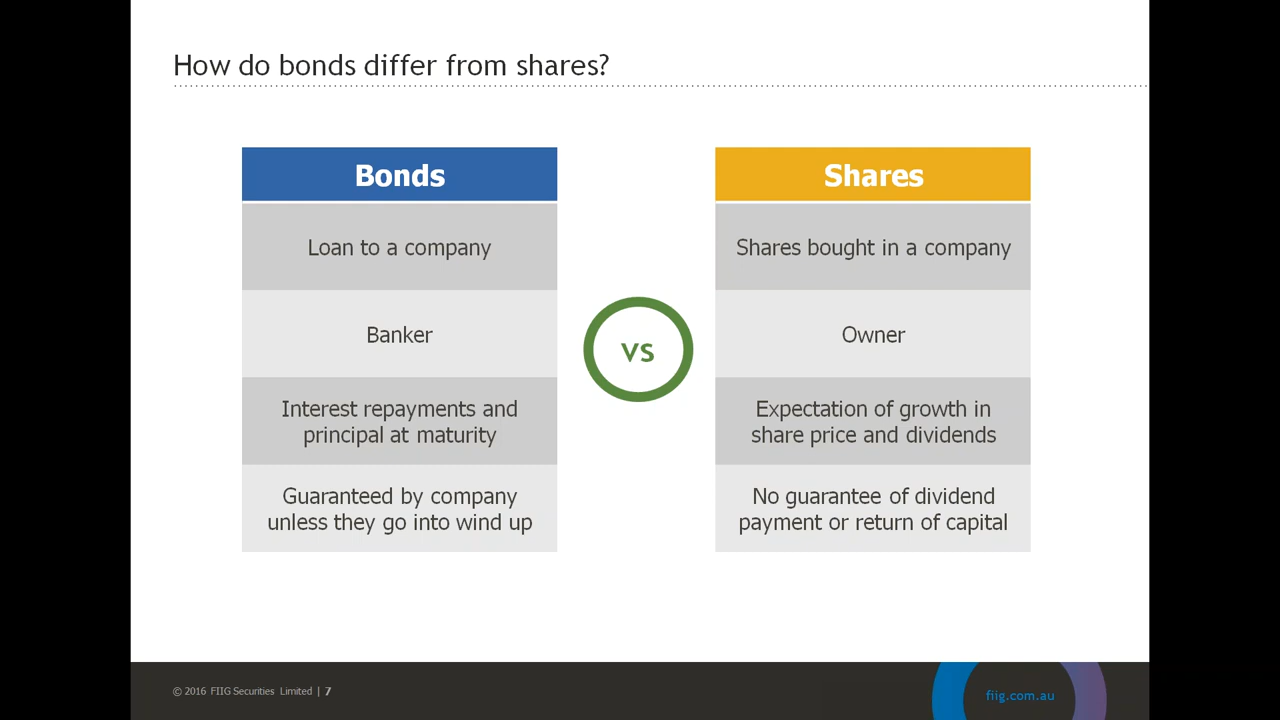 How do bonds differ from shares?
Bonds
Loan to a company
Banker
Interest repayments and
principal at maturity
Guaranteed by company
unless they go into wind up
vs
Shares
Shares bought in a company
Owner
Expectation of growth in
share price and dividends
No guarantee of dividend
payment or return of capital
© 2016 FIIG Securities Limited | 7
fiig.com.au